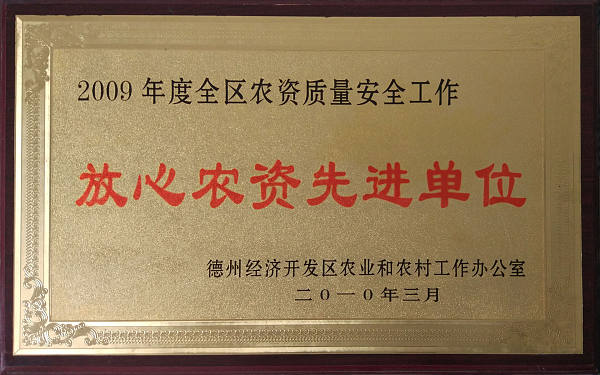 2009年度全区农资质量安全工作
放心农资先进单位
德州经济开发区农业和农村工作办公室
二〇一〇年三月